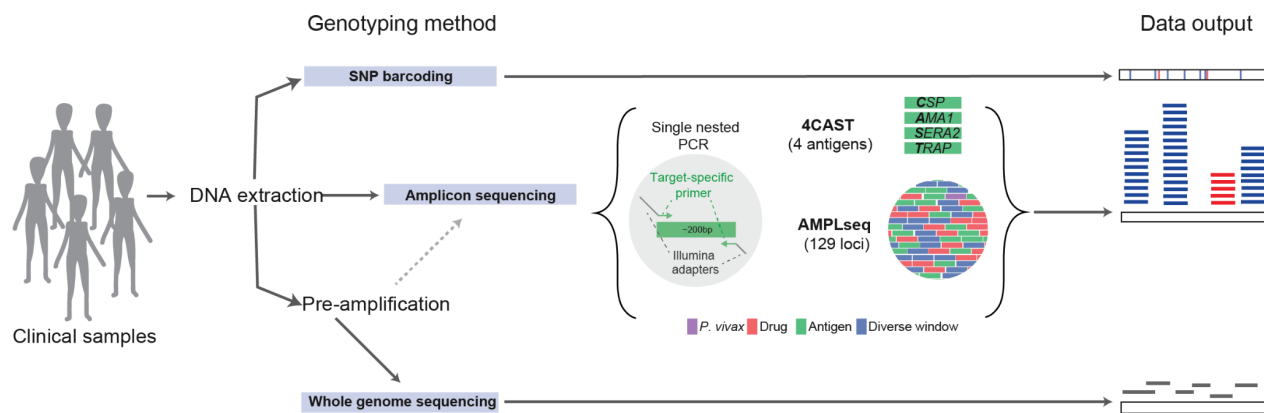 Genotyping method
Data output
SNP barcoding
Single nested
PCR
Target-specific
primer
~200bp
Illumina
adapters
4CAST
(4 antigens)
CSP
AMA1
SERA2
TRAP
DNA extraction
Amplicon sequencing
AMPLseq
(129 loci)
Pre-amplification
Clinical samples
P. vivax Drug Antigen Diverse window
Whole genome sequencing